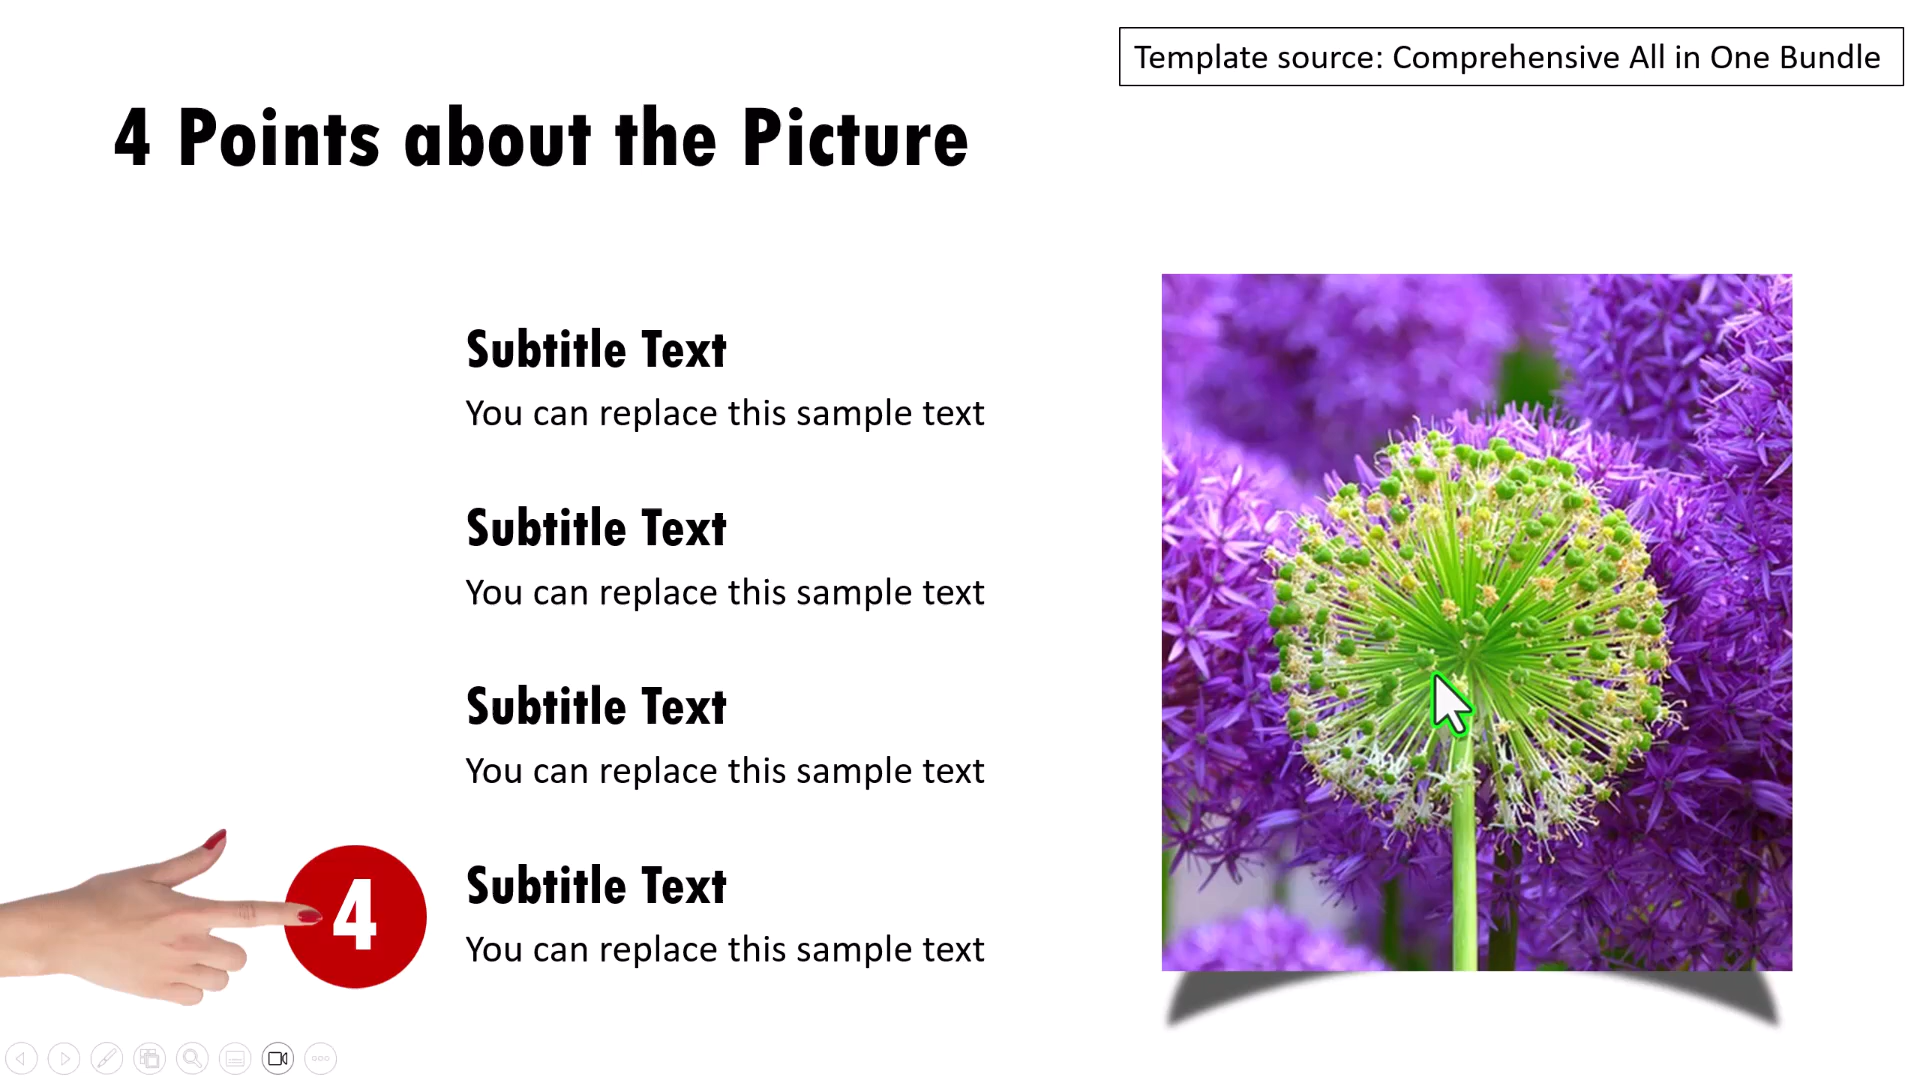 Template source: Comprehensive All in One Bundle
4 Points about the Picture
Subtitle Text
You can replace this sample text
Subtitle Text
You can replace this sample text
Subtitle Text
You can replace this sample text
4
Subtitle Text
You can replace this sample text